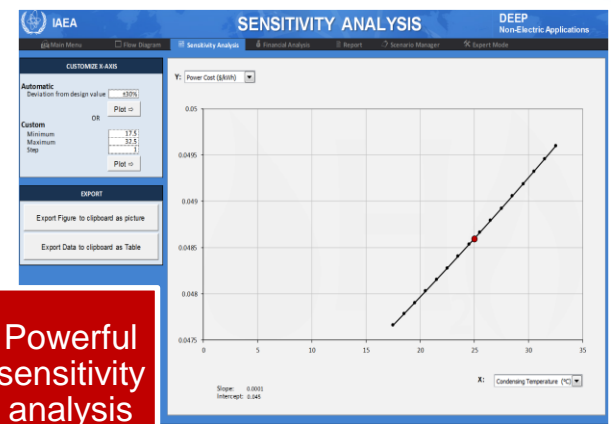 IAEA
SENSITIVITY ANALYSIS
DEEP
Non-Electric Applications
Main Menu
Flow Diagram
Sensitivity Analysis
Financial Analysis
Report
Scenario Manager
Expert Mode
CUSTOMIZE X-AXIS
Automatic
Deviation from design value ±30%
Plot ⇨
OR
Custom
Minimum 17.5
Maximum 32.5
Step 1
Plot ⇨
EXPORT
Export Figure to clipboard as picture
Export Data to clipboard as Table
Y: Power Cost ($/kWh)
0.05
0.0495
0.049
0.0485
0.048
0.0475
0 5 10 15 20 25 30 35
X: Condensing Temperature (ºC)
Slope: 0.0001
Intercept: 0.045
Powerful
sensitivity
analysis